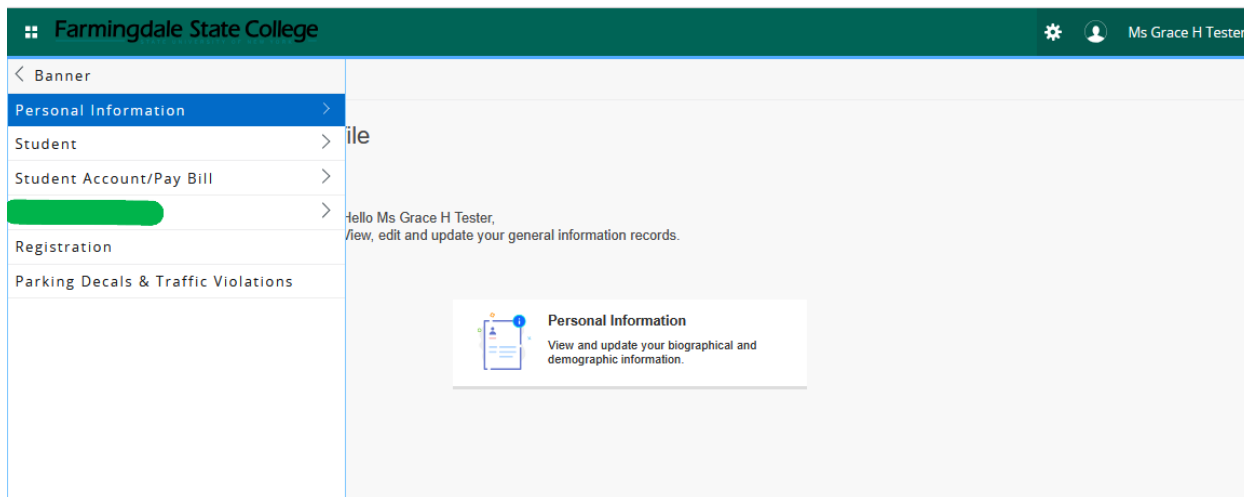 Farmingdale State College
Ms Grace H Tester
Banner
Personal Information
Student
Student Account/Pay Bill
Registration
Parking Decals & Traffic Violations
ile
Hello Ms Grace H Tester,
View, edit and update your general information records.
Personal Information
View and update your biographical and
demographic information.